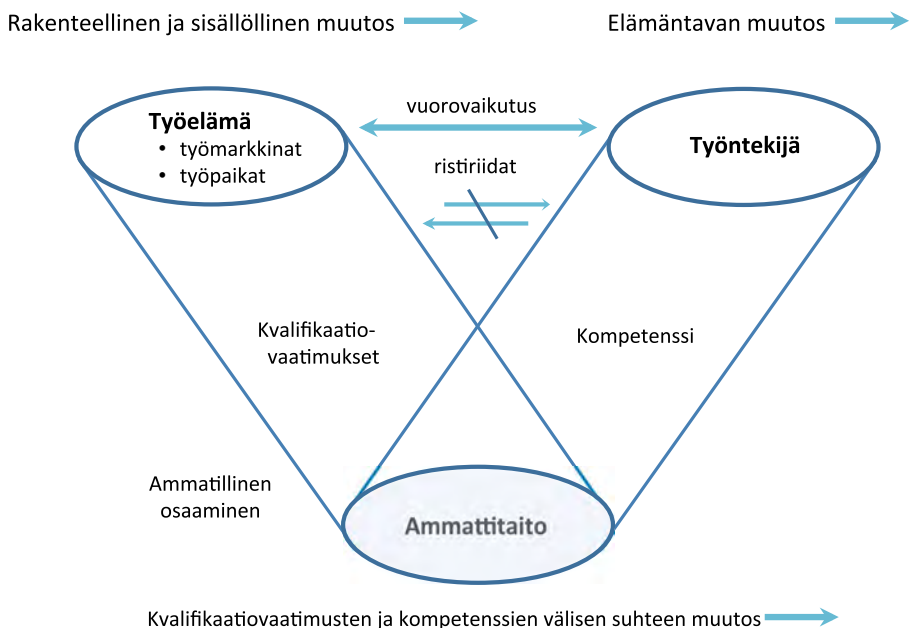 Rakenteellinen ja sisällöllinen muutos
Elämäntavan muutos
vuorovaikutus
Työelämä
• työmarkkinat
• työpaikat
Työntekijä
ristiriidat
Kvalifikaatio-
vaatimukset
Kompetenssi
Ammatillinen
osaaminen
Ammattitaito
Kvalifikaatiovaatimusten ja kompetenssien välisen suhteen muutos